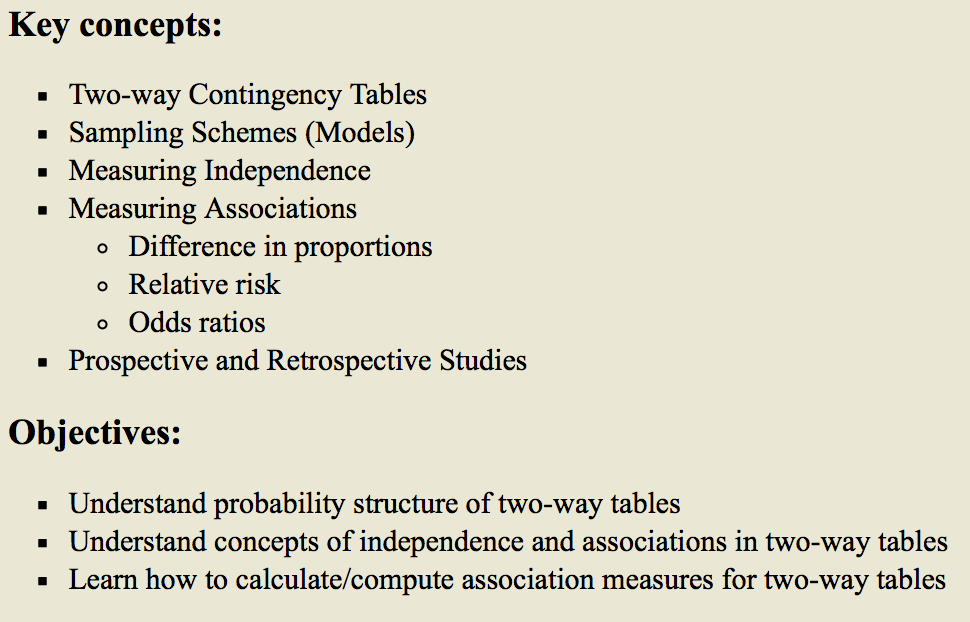 Key concepts:
Two-way Contingency Tables
Sampling Schemes (Models)
Measuring Independence
Measuring Associations
Difference in proportions
Relative risk
Odds ratios
Prospective and Retrospective Studies
Objectives:
Understand probability structure of two-way tables
Understand concepts of independence and associations in two-way tables
Learn how to calculate/compute association measures for two-way tables